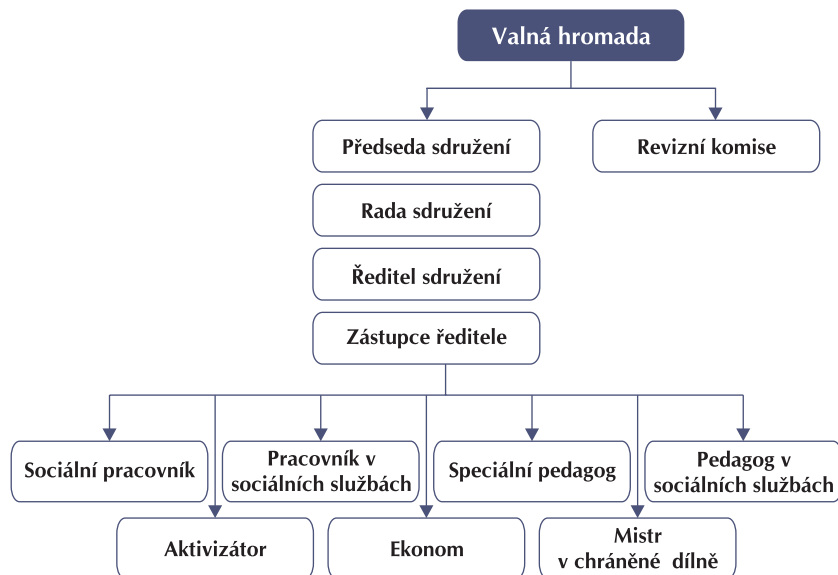 Valná hromada
Předseda sdružení
Revizní komise
Rada sdružení
Ředitel sdružení
Zástupce ředitele
Sociální pracovník
Pracovník v
sociálních službách
Speciální pedagog
Pedagog v
sociálních službách
Aktivizátor
Ekonom
Mistr
v chráněné dílně